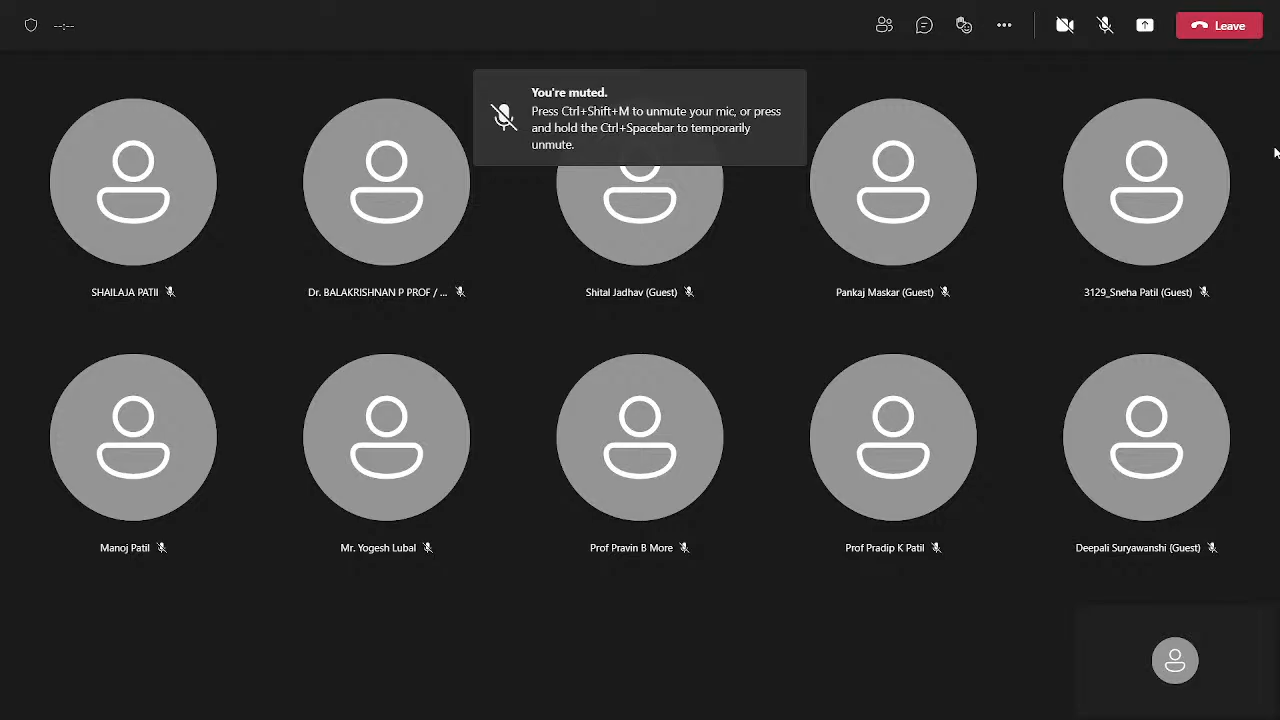 --:--
Leave
You're muted.
Press Ctrl+Shift+M to unmute your mic, or press
and hold the Ctrl+Spacebar to temporarily
unmute.
SHAILAJA PATIl
Dr. BALAKRISHNAN P PROF / ...
Shital Jadhav (Guest)
Pankaj Maskar (Guest)
3129_Sneha Patil (Guest)
Manoj Patil
Mr. Yogesh Lubal
Prof Pravin B More
Prof Pradip K Patil
Deepali Suryawanshi (Guest)